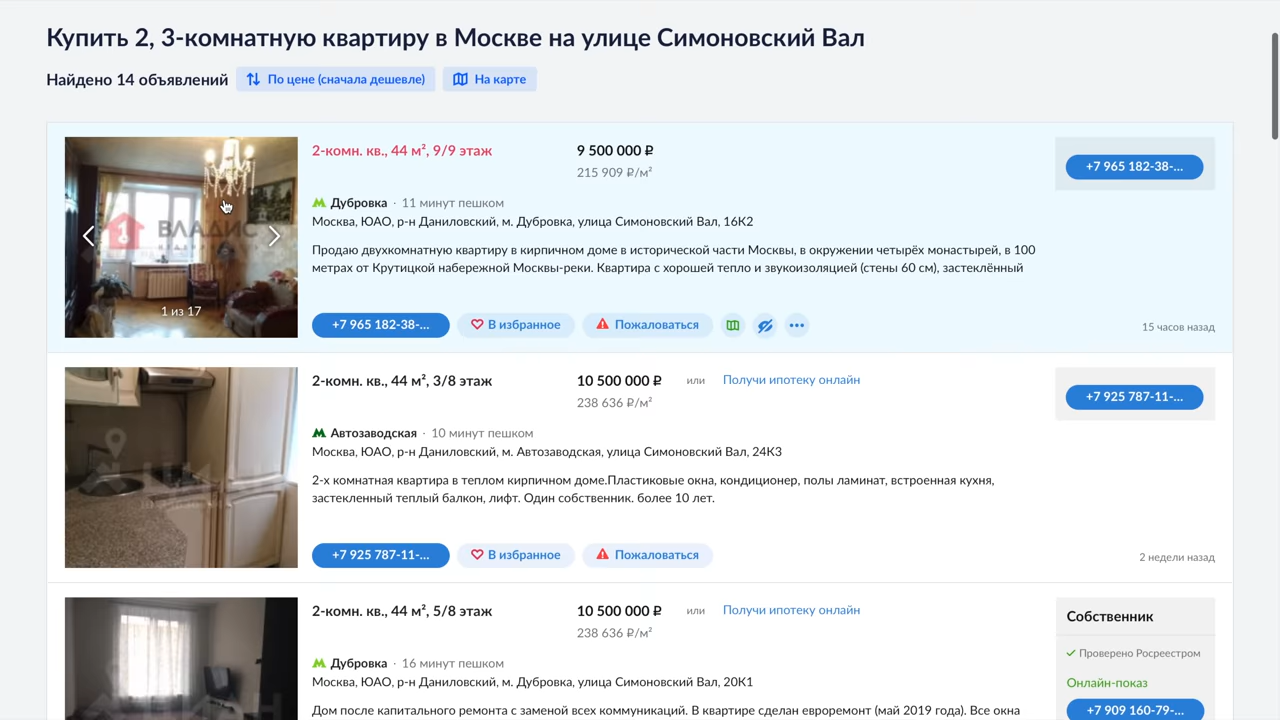 Купить 2, 3-комнатную квартиру в Москве на улице Симоновский Вал
Найдено 14 объявлений
По цене (сначала дешевле)
На карте
ВЛАДИС
1 из 17
2-комн. кв., 44 м², 9/9 этаж
9 500 000 ₽
215 909 ₽/м²
Дубровка · 11 минут пешком
Москва, ЮАО, р-н Даниловский, м. Дубровка, улица Симоновский Вал, 16К2
Продаю двухкомнатную квартиру в кирпичном доме в исторической части Москвы, в окружении четырёх монастырей, в 100
метрах от Крутицкой набережной Москвы-реки. Квартира с хорошей тепло и звукоизоляцией (стены 60 см), застеклённый
+7 965 182-38-...
В избранное
Пожаловаться
+7 965 182-38-...
15 часов назад
2-комн. кв., 44 м², 3/8 этаж
10 500 000 ₽ или Получи ипотеку онлайн
238 636 ₽/м²
Автозаводская · 10 минут пешком
Москва, ЮАО, р-н Даниловский, м. Автозаводская, улица Симоновский Вал, 24К3
2-х комнатная квартира в теплом кирпичном доме.Пластиковые окна, кондиционер, полы ламинат, встроенная кухня,
застекленный теплый балкон, лифт. Один собственник. более 10 лет.
+7 925 787-11-...
В избранное
Пожаловаться
+7 925 787-11-...
2 недели назад
2-комн. кв., 44 м², 5/8 этаж
10 500 000 ₽ или Получи ипотеку онлайн
238 636 ₽/м²
Дубровка · 16 минут пешком
Москва, ЮАО, р-н Даниловский, м. Дубровка, улица Симоновский Вал, 20К1
Дом после капитального ремонта с заменой всех коммуникаций. В квартире сделан евроремонт (май 2019 года). Все окна
Собственник
Проверено Росреестром
Онлайн-показ
+7 909 160-79-...